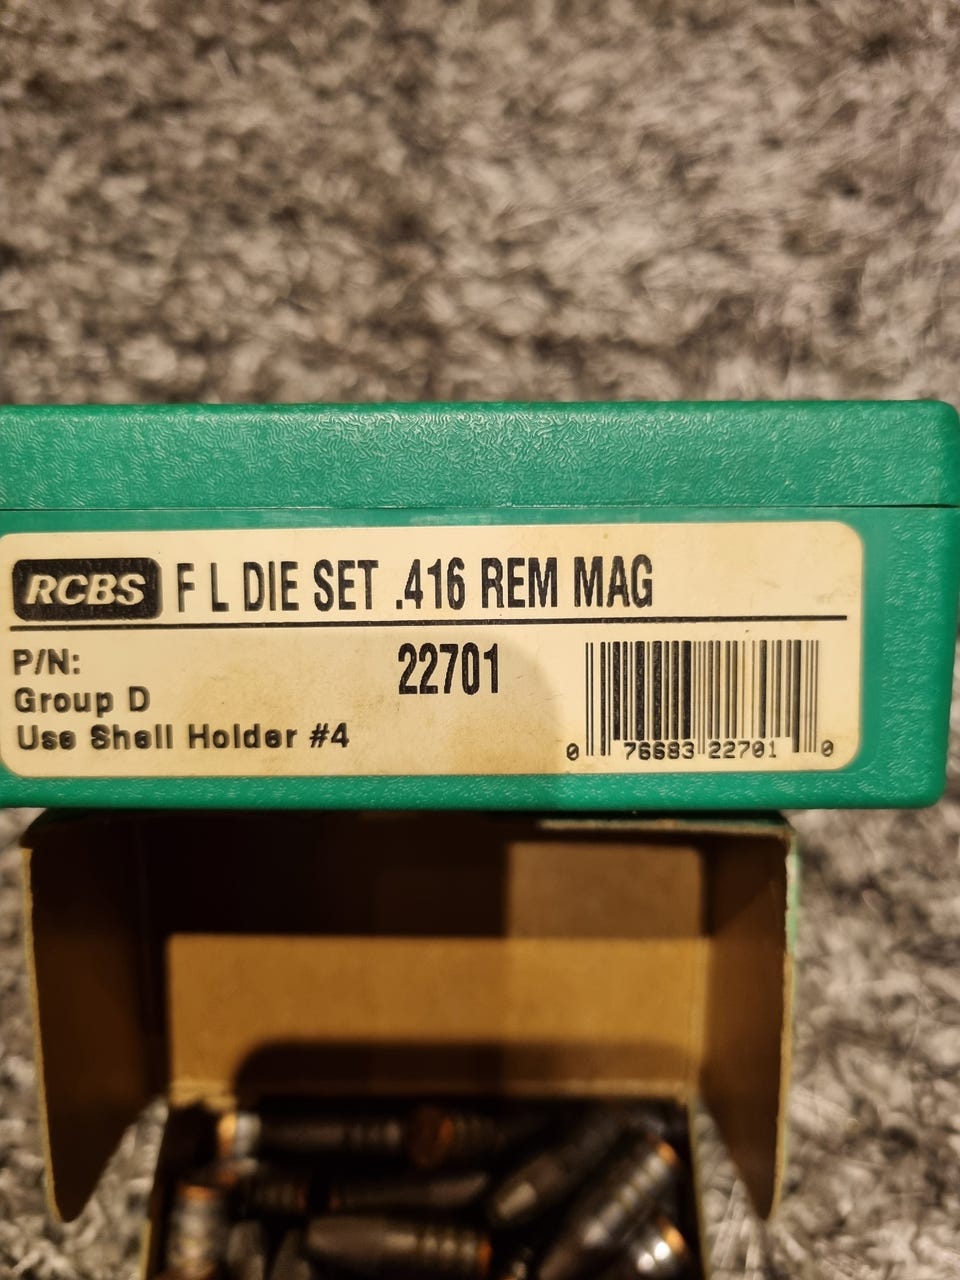 RCBS F L DIE SET .416 REM MAG
P/N: 22701
Group D
Use Shell Holder #4
0 76683 22701 0